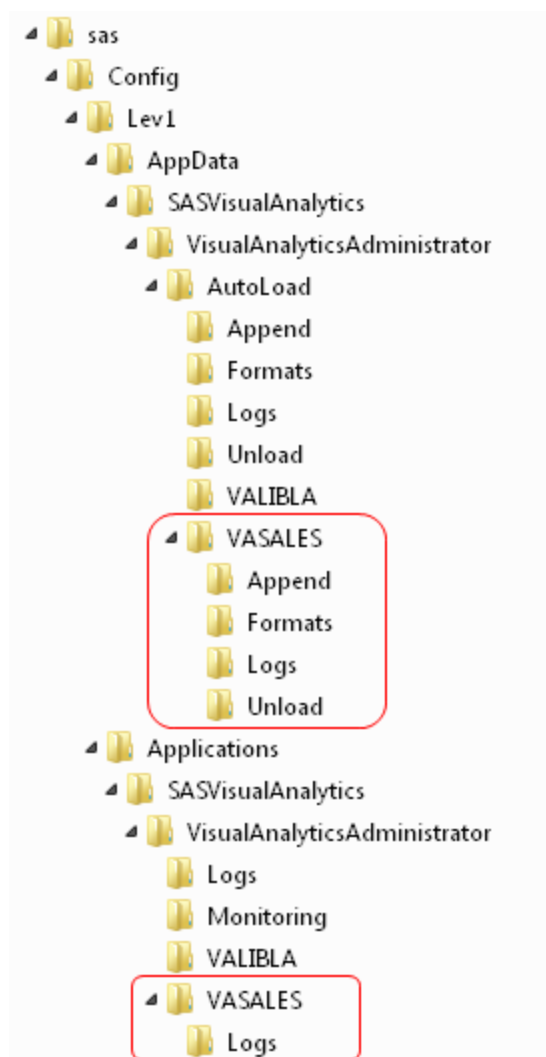 sas
Config
Lev1
AppData
SASVisualAnalytics
VisualAnalyticsAdministrator
AutoLoad
Append
Formats
Logs
Unload
VALIBLA
VASALES
Append
Formats
Logs
Unload
Applications
SASVisualAnalytics
VisualAnalyticsAdministrator
Logs
Monitoring
VALIBLA
VASALES
Logs